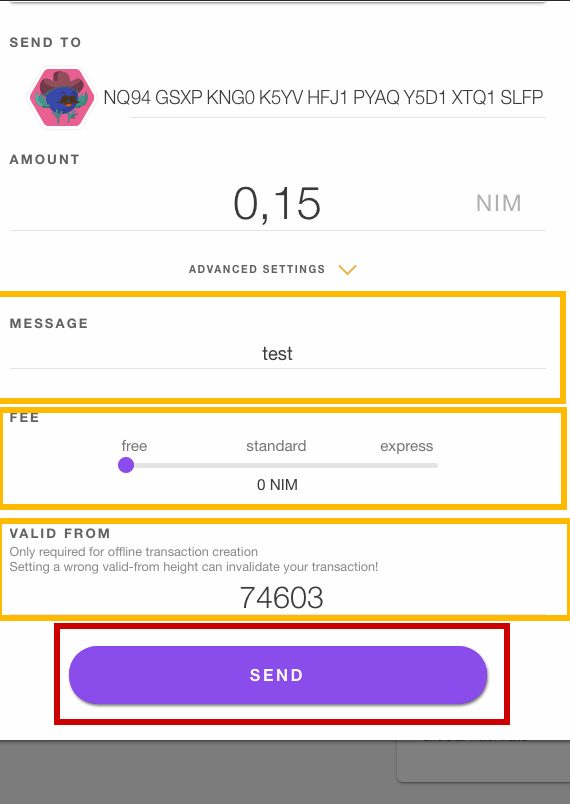 SEND TO
NQ94 GSXP KNG0 K5YV HFJ1 PYAQ Y5D1 XTQ1 SLFP
AMOUNT
0,15 NIM
ADVANCED SETTINGS
MESSAGE
test
FEE
free standard express
0 NIM
VALID FROM
Only required for offline transaction creation
Setting a wrong valid-from height can invalidate your transaction!
74603
SEND